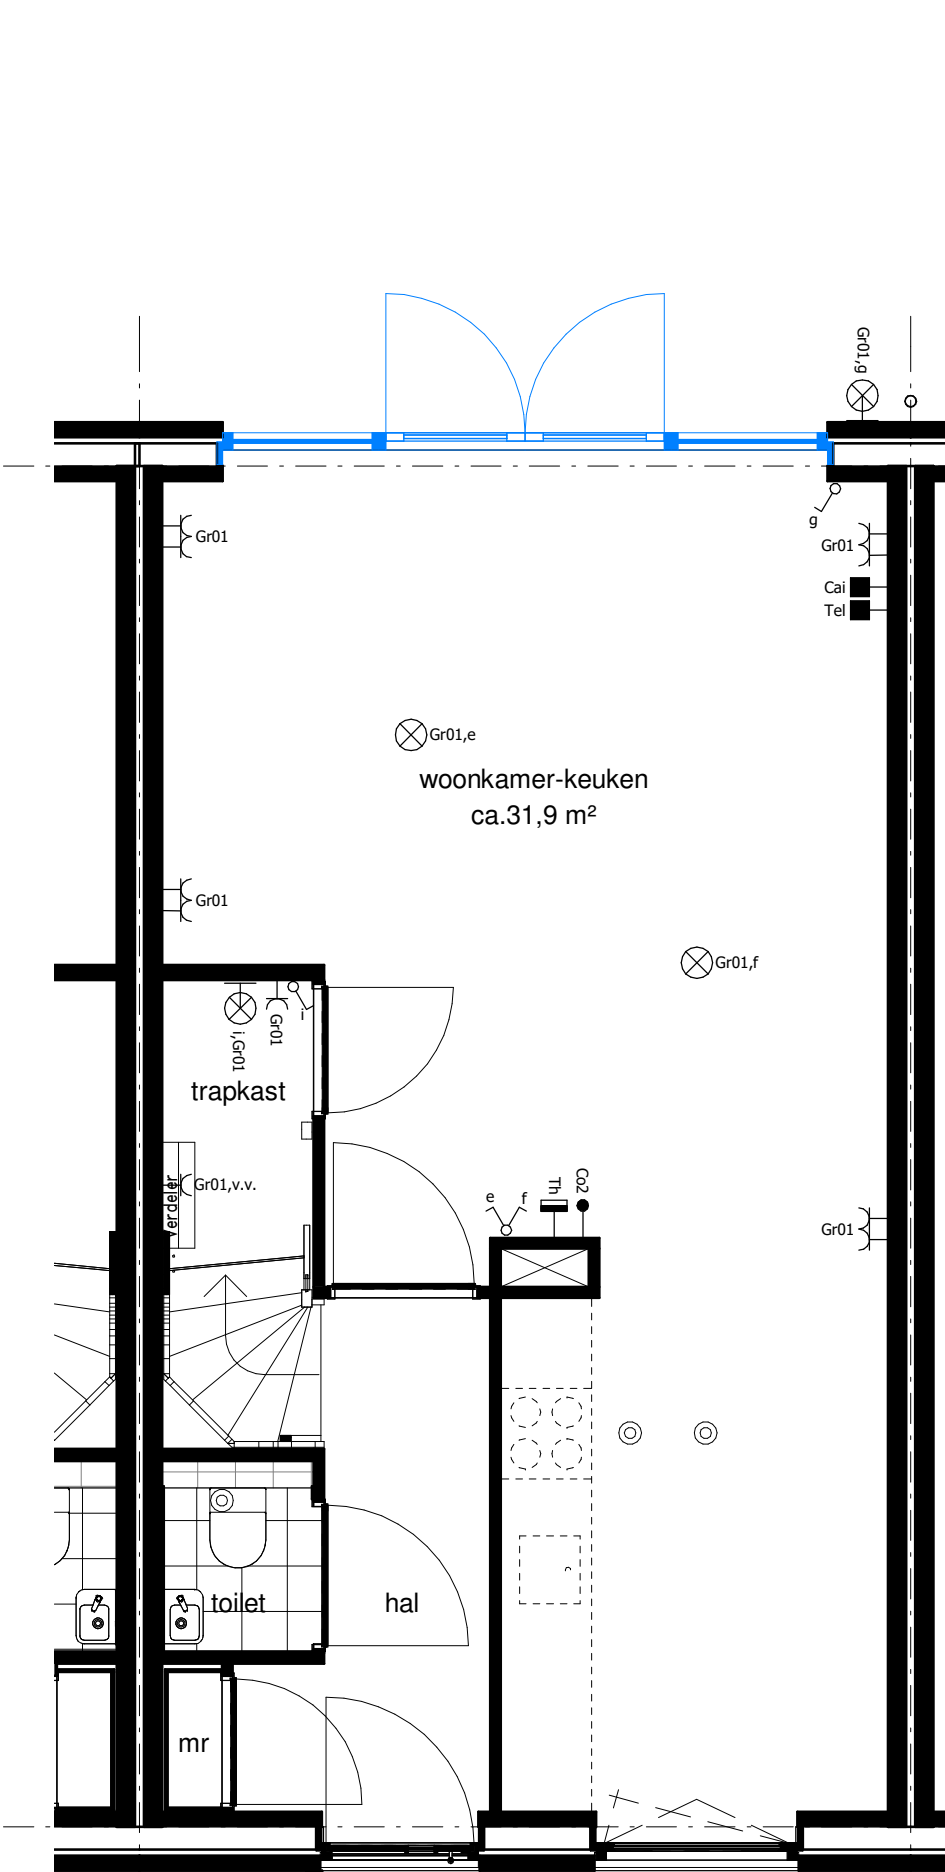 Gr01,g
g
Gr01
Gr01
Cai
Tel
Gr01,e
woonkamer-keuken
ca.31,9 m²
Gr01
Gr01,f
i
i,Gr01
Gr01
trapkast
verdeler
Gr01,v.v.
e
f
Th
Co2
Gr01
toilet
hal
mr